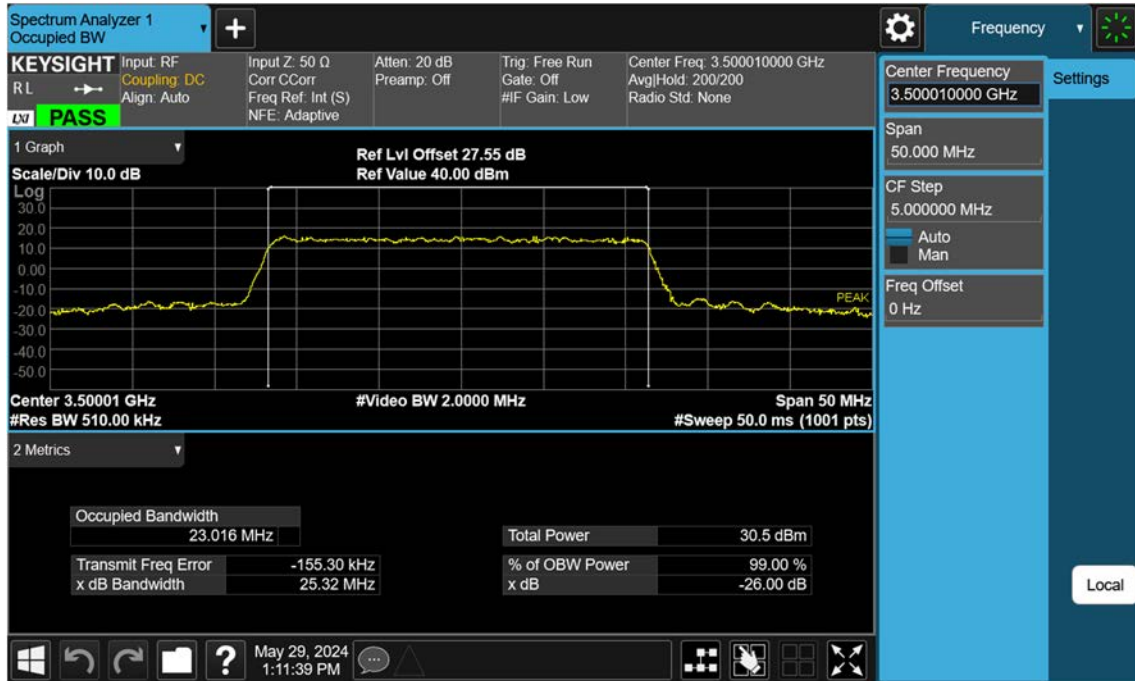 Spectrum Analyzer 1
Occupied BW
Frequency
KEYSIGHT
RL
LXI PASS
Input: RF
Coupling: DC
Align: Auto
Input Z: 50 Ω
Corr CCorr
Freq Ref: Int (S)
NFE: Adaptive
Atten: 20 dB
Preamp: Off
Trig: Free Run
Gate: Off
#IF Gain: Low
Center Freq: 3.500010000 GHz
Avg|Hold: 200/200
Radio Std: None
1 Graph
Scale/Div 10.0 dB
Ref Lvl Offset 27.55 dB
Ref Value 40.00 dBm
Log
30.0
20.0
10.0
0.00
-10.0
-20.0
-30.0
-40.0
-50.0
PEAK
Center 3.50001 GHz
#Video BW 2.0000 MHz
Span 50 MHz
#Res BW 510.00 kHz
#Sweep 50.0 ms (1001 pts)
2 Metrics
Occupied Bandwidth
23.016 MHz
Total Power 30.5 dBm
Transmit Freq Error -155.30 kHz
% of OBW Power 99.00 %
x dB Bandwidth 25.32 MHz
x dB -26.00 dB
Center Frequency
3.500010000 GHz
Settings
Span
50.000 MHz
CF Step
5.000000 MHz
Auto
Man
Freq Offset
0 Hz
Local
?
May 29, 2024
1:11:39 PM